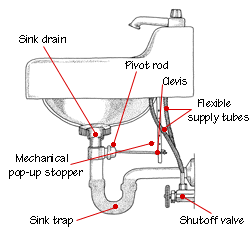 Sink drain
Pivot rod
Clevis
Flexible
supply tubes
Mechanical
pop-up stopper
Sink trap
Shutoff valve